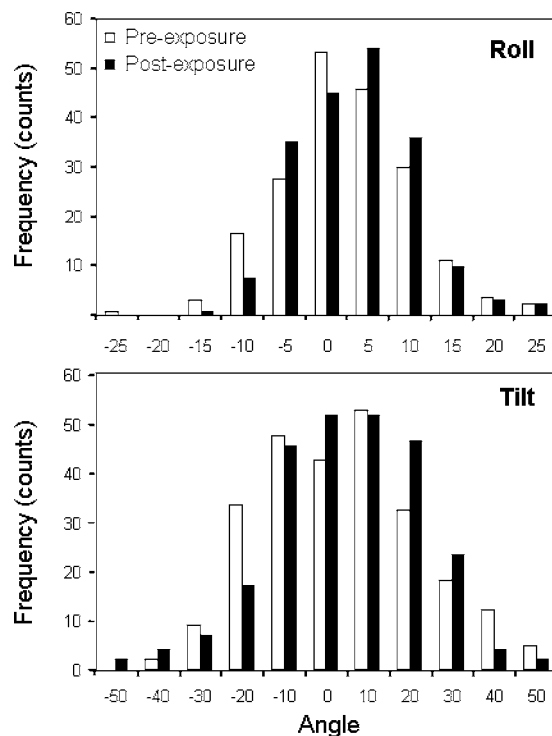 60
Pre-exposure
Post-exposure
Roll
50
40
30
20
10
Frequency (counts)
-25 -20 -15 -10 -5 0 5 10 15 20 25
60
Tilt
50
40
30
20
10
0
Frequency (counts)
-50 -40 -30 -20 -10 0 10 20 30 40 50
Angle